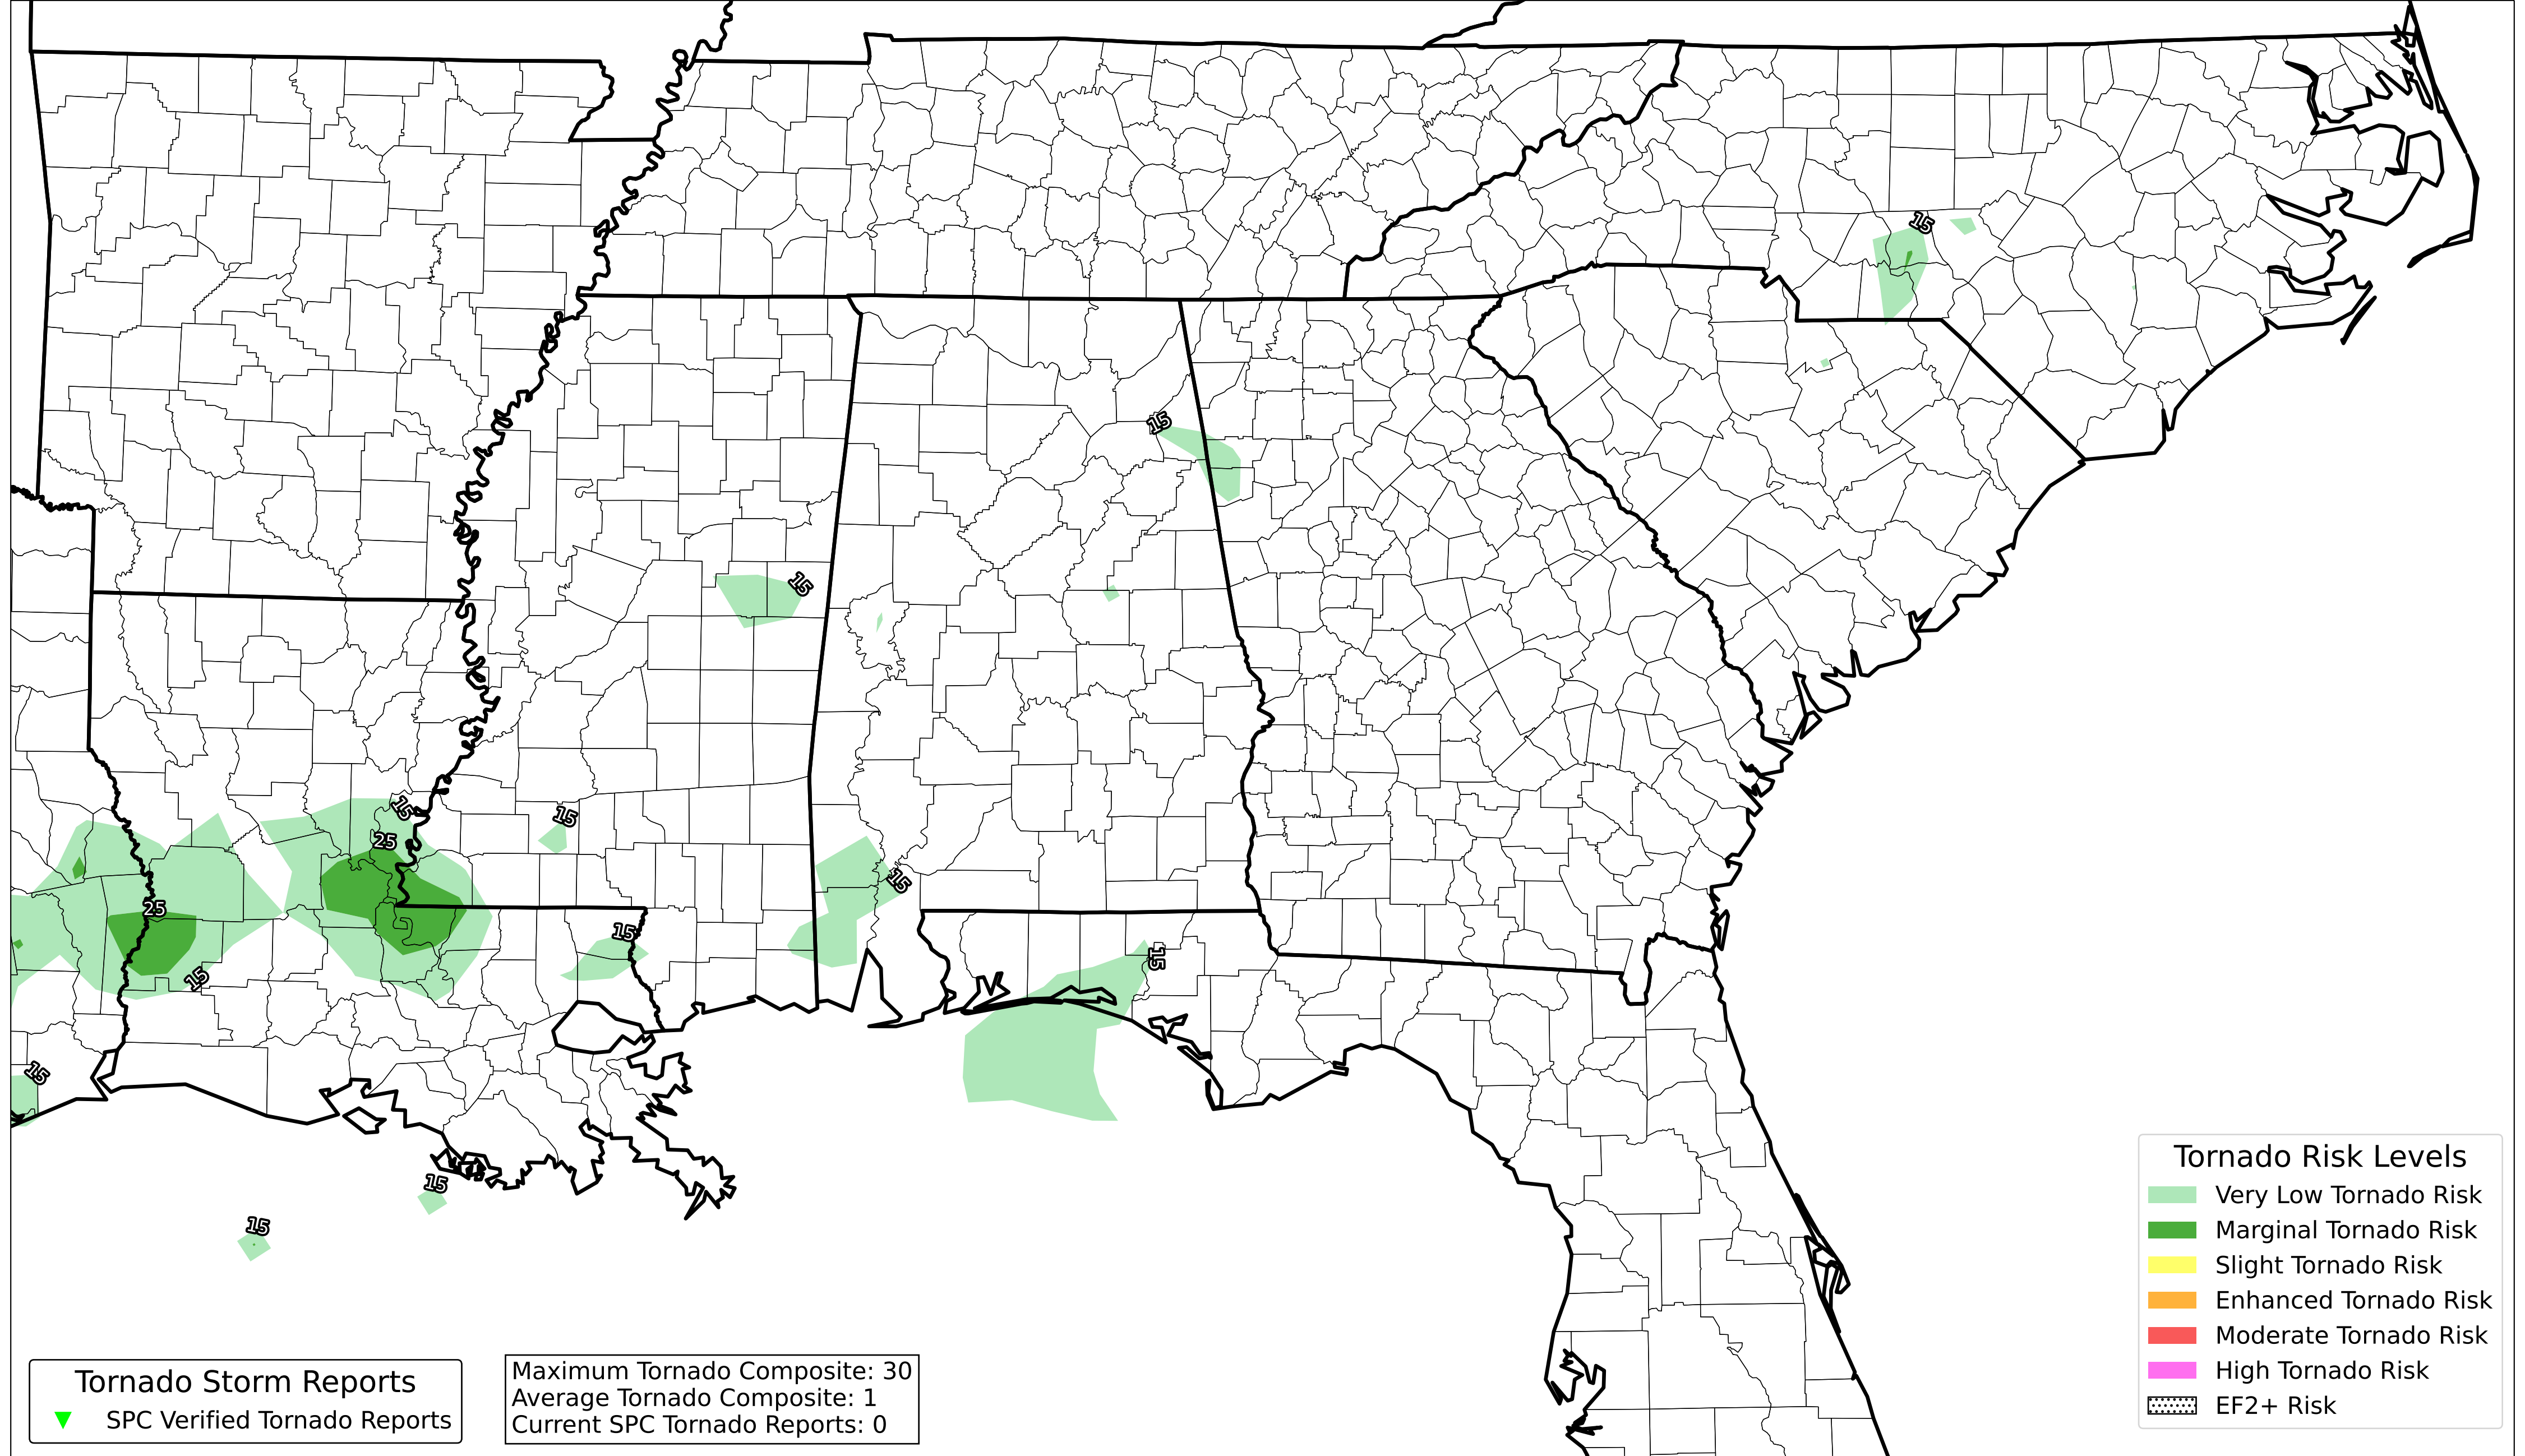 15
15
15
15
25
15
15
25
15
15
15
15
15
15
Tornado Risk Levels
Very Low Tornado Risk
Marginal Tornado Risk
Slight Tornado Risk
Enhanced Tornado Risk
Moderate Tornado Risk
High Tornado Risk
EF2+ Risk
Tornado Storm Reports
SPC Verified Tornado Reports
Maximum Tornado Composite: 30
Average Tornado Composite: 1
Current SPC Tornado Reports: 0